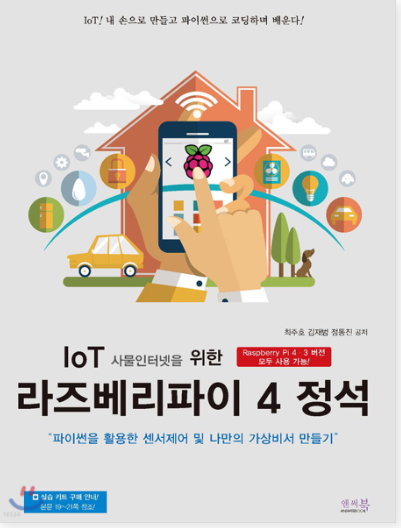 IoT! 내 손으로 만들고 파이썬으로 코딩하며 배운다!
최주호 김재범 정동진 공저
IoT 사물인터넷을 위한
Raspberry Pi 4 · 3 버전
모두 사용 가능!
라즈베리파이 4 정석
"파이썬을 활용한 센서제어 및 나만의 가상비서 만들기"
실습 키트 구매 안내!
본문 19~21쪽 참조!
앤써북
ANSWERBOOK